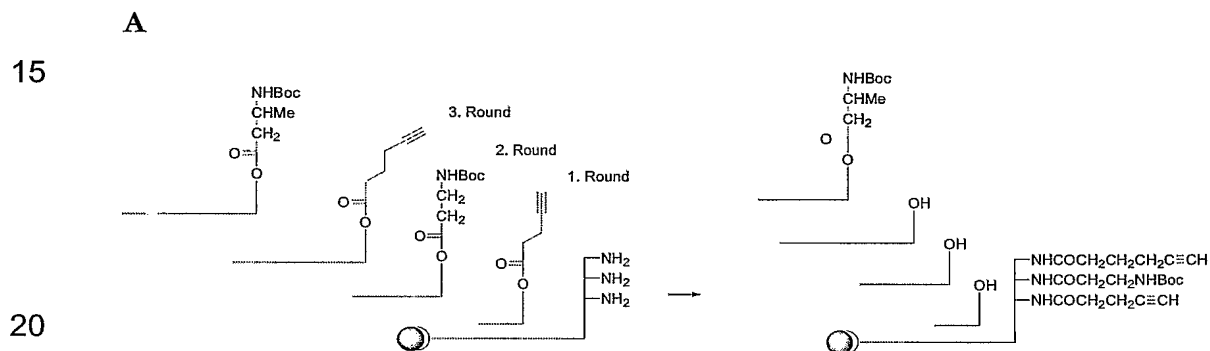 A
15
NHBoc
CHMe
CH2
O
O
3. Round
O
O
2. Round
NHBoc
CH2
CH2
O
O
1. Round
O
O
NH2
NH2
NH2
20
NHBoc
CHMe
CH2
O
O
OH
OH
OH
NHCOCH2CH2CH2C≡CH
NHCOCH2CH2NHBoc
NHCOCH2CH2C≡CH